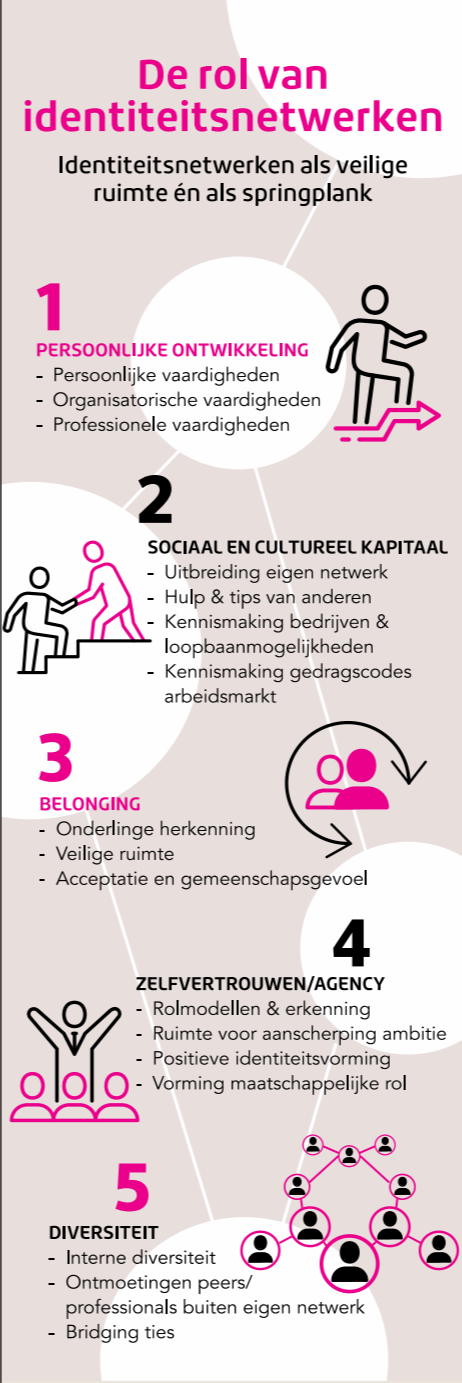 De rol van
identiteitsnetwerken
Identiteitsnetwerken als veilige
ruimte én als springplank
1
PERSOONLIJKE ONTWIKKELING
- Persoonlijke vaardigheden
- Organisatorische vaardigheden
- Professionele vaardigheden
2
SOCIAAL EN CULTUREEL KAPITAAL
- Uitbreiding eigen netwerk
- Hulp & tips van anderen
- Kennismaking bedrijven &
loopbaanmogelijkheden
- Kennismaking gedragscodes
arbeidsmarkt
3
BELONGING
- Onderlinge herkenning
- Veilige ruimte
- Acceptatie en gemeenschapsgevoel
4
ZELFVERTROUWEN/AGENCY
- Rolmodellen & erkenning
- Ruimte voor aanscherping ambitie
- Positieve identiteitsvorming
- Vorming maatschappelijke rol
5
DIVERSITEIT
- Interne diversiteit
- Ontmoetingen peers/
professionals buiten eigen netwerk
- Bridging ties